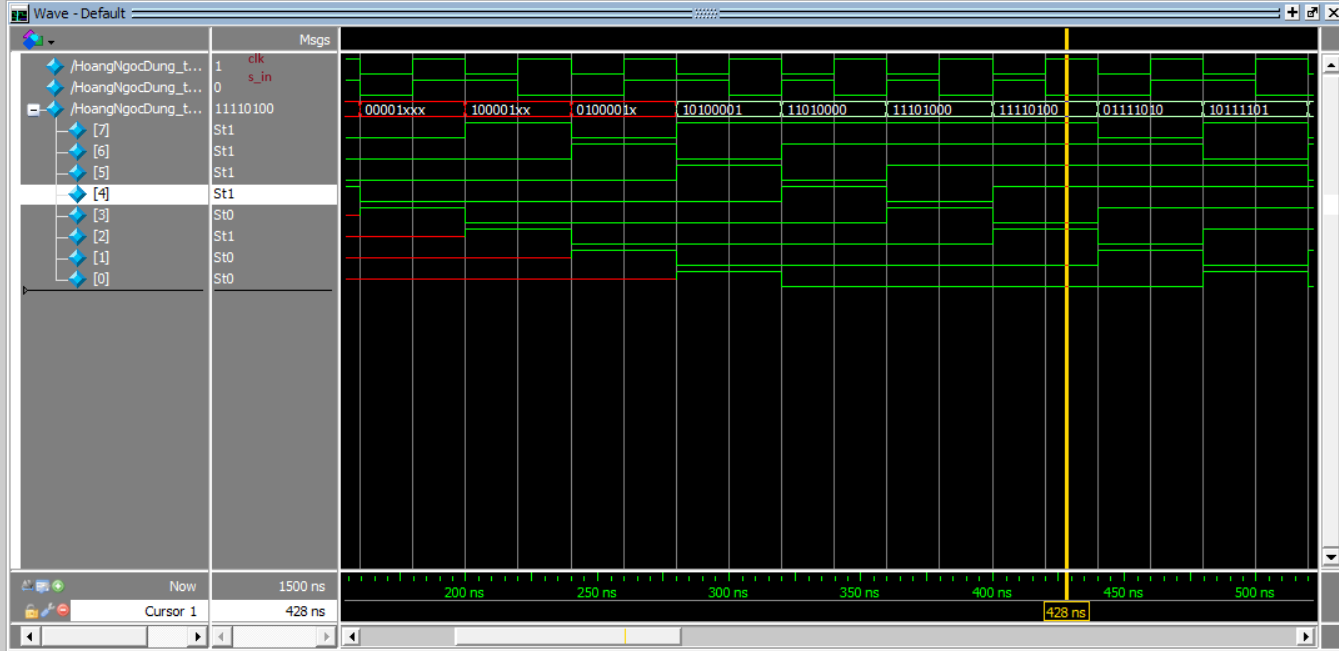 Wave - Default
Msgs
/HoangNgocDung_t... 1 clk
/HoangNgocDung_t... 0 s_in
/HoangNgocDung_t... 11110100 00001xxx 100001xx 0100001x 10100001 11010000 11101000 11110100 01111010 10111101
[7] St1
[6] St1
[5] St1
[4] St1
[3] St0
[2] St1
[1] St0
[0] St0
Now 1500 ns 200 ns 250 ns 300 ns 350 ns 400 ns 450 ns 500 ns
Cursor 1 428 ns 428 ns